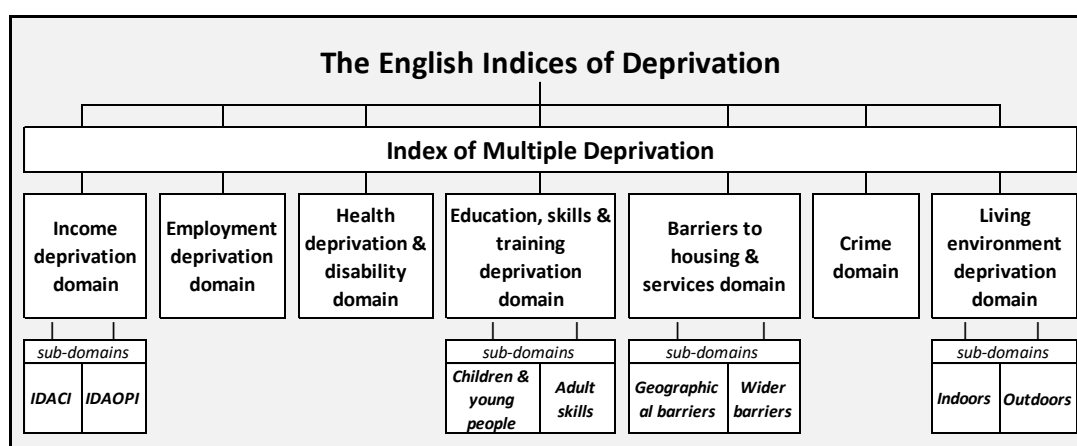 The English Indices of Deprivation
Index of Multiple Deprivation
Income
deprivation
domain
Employment
deprivation
domain
Health
deprivation &
disability
domain
Education, skills &
training
deprivation
domain
Barriers to
housing &
services domain
Crime
domain
Living
environment
deprivation
domain
sub-domains
IDACI
IDAOPI
sub-domains
Children &
young
people
Adult
skills
sub-domains
Geographic
al barriers
Wider
barriers
sub-domains
Indoors
Outdoors